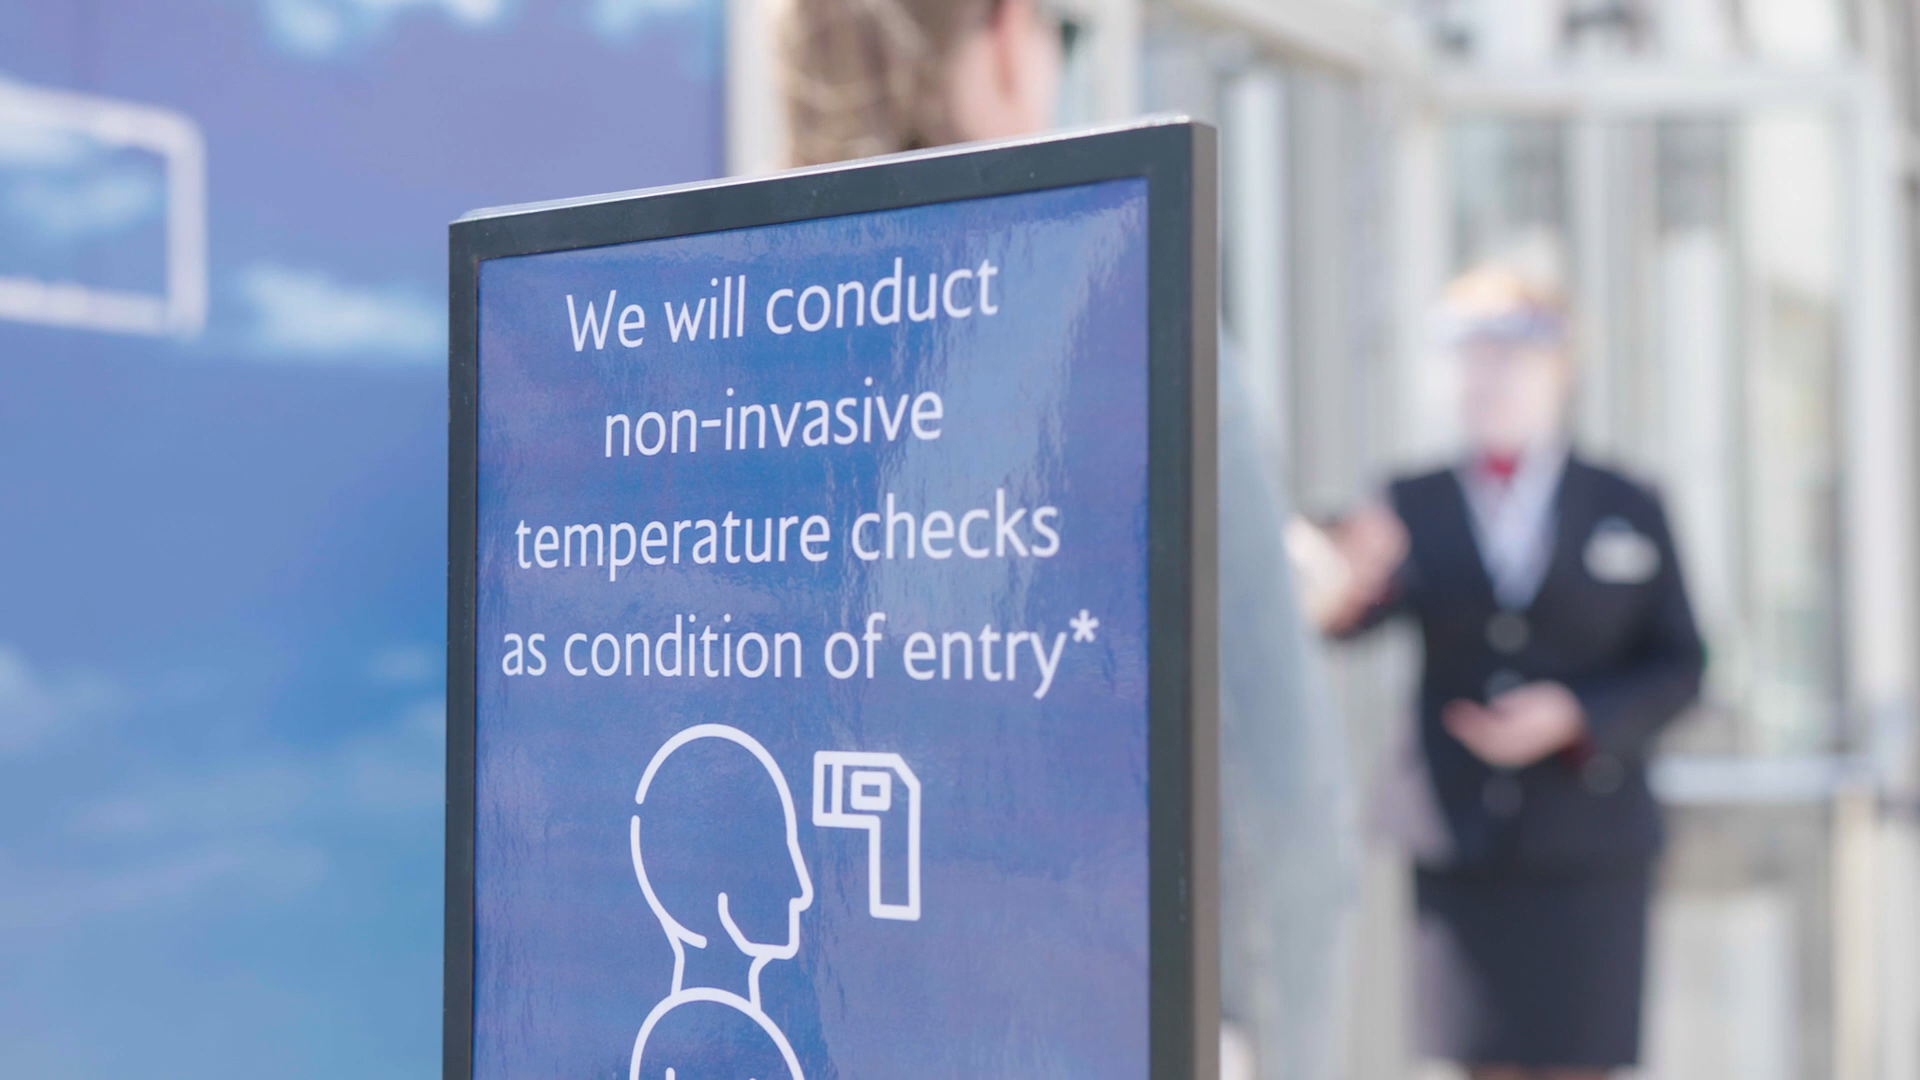 We will conduct
non-invasive
temperature checks
as condition of entry*